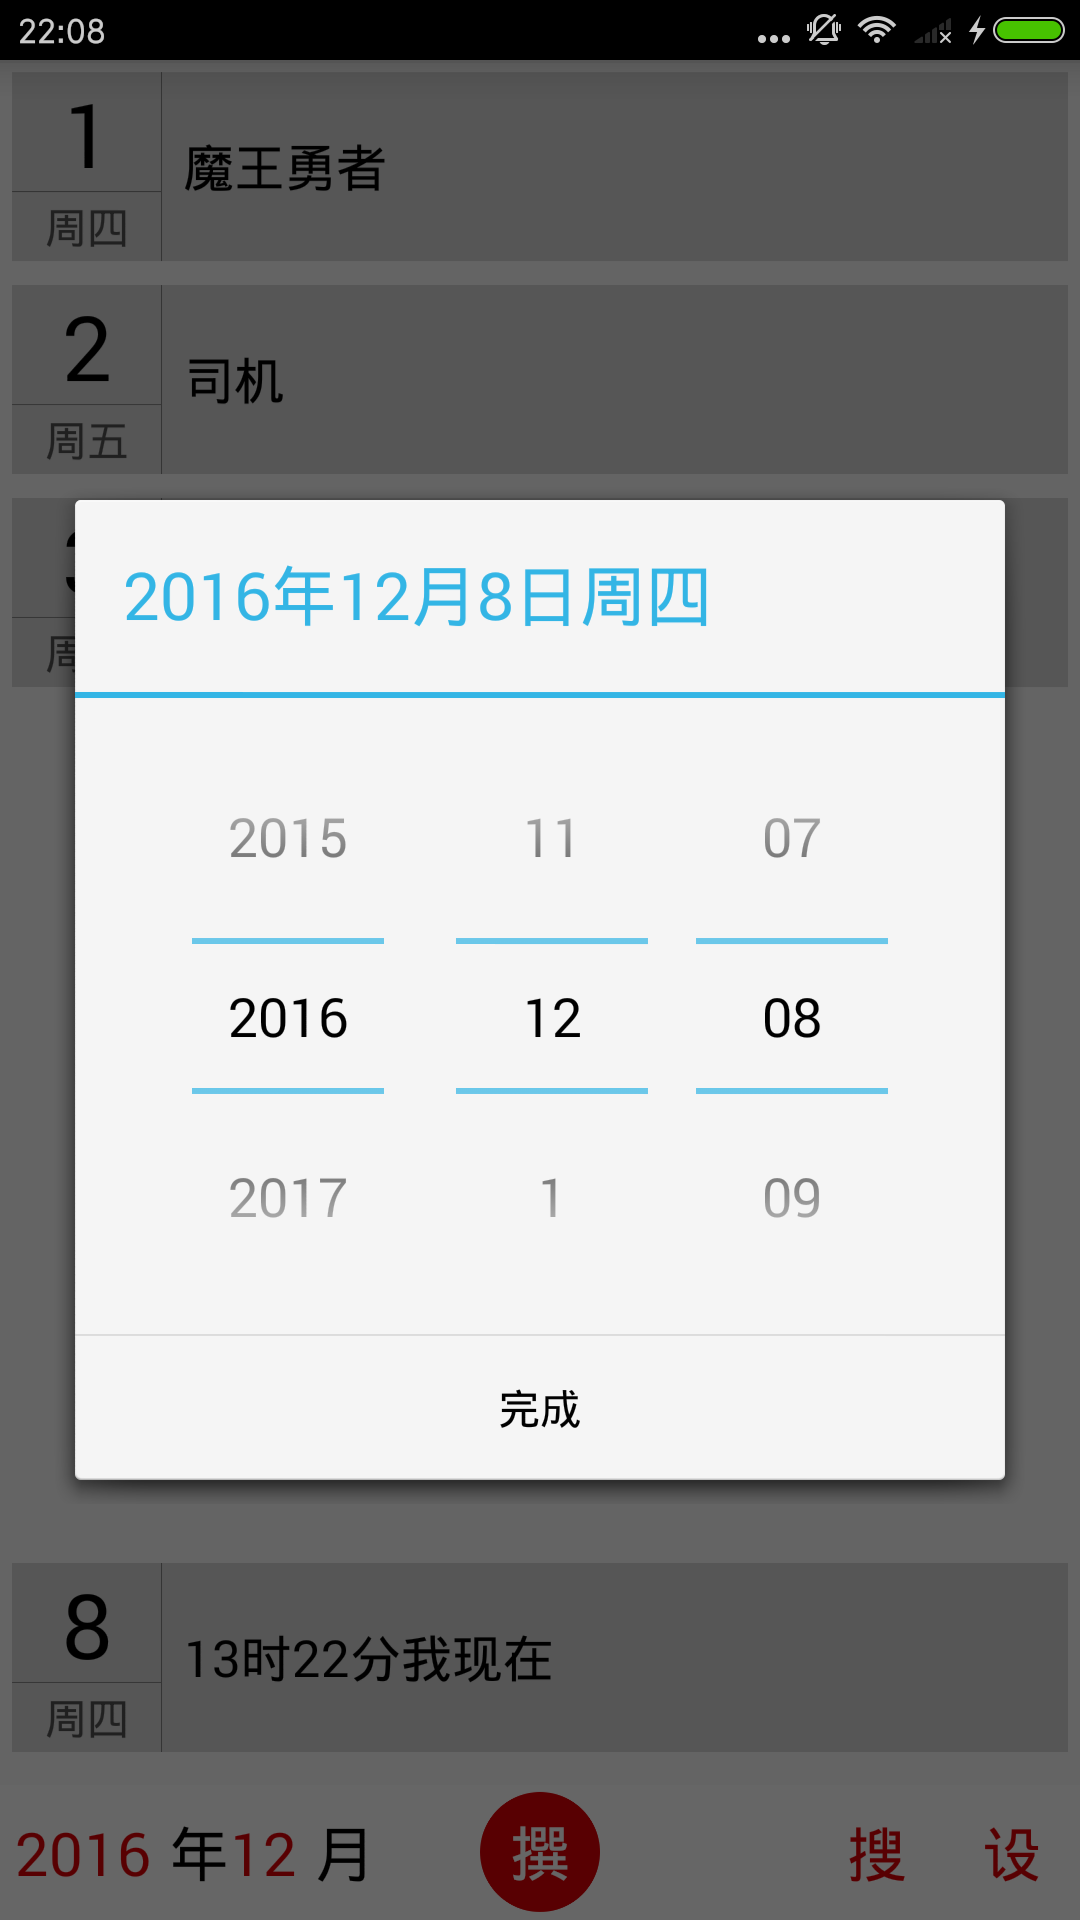 22:08
1
魔王勇者
周四
2
司机
周五
2016年12月8日周四
2015 11 07
2016 12 08
2017 1 09
完成
8
13时22分我现在
周四
2016 年12 月 撰 搜 设